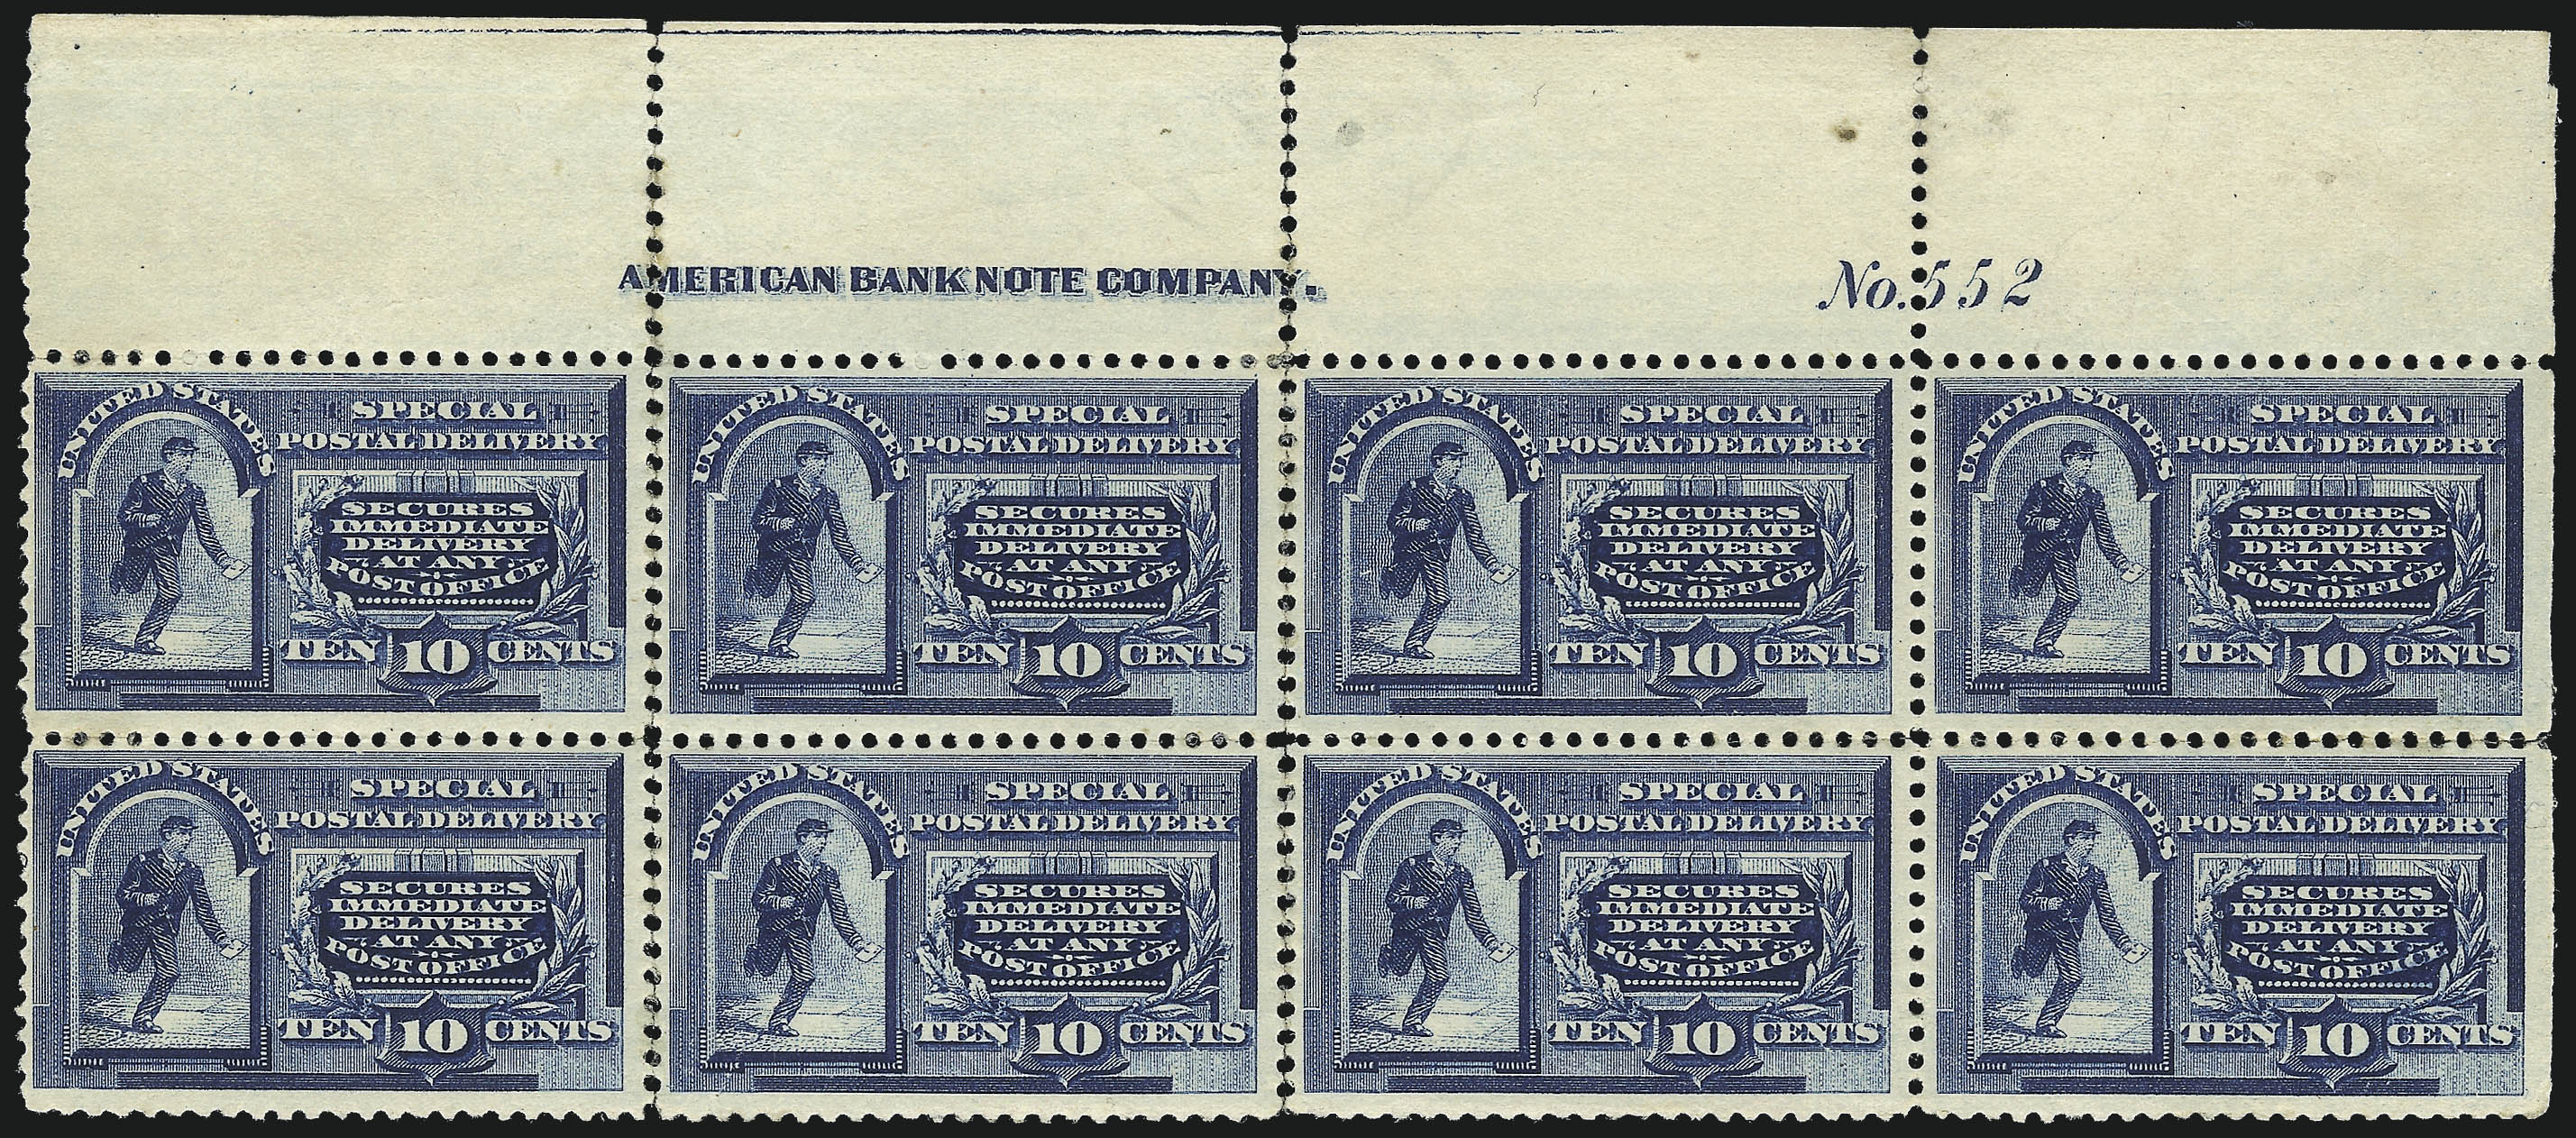 AMERICAN BANK NOTE COMPANY.
No. 552
UNITED STATES
SPECIAL
POSTAL DELIVERY
SECURES
IMMEDIATE
DELIVERY
AT ANY
POST OFFICE
TEN 10 CENTS
UNITED STATES
SPECIAL
POSTAL DELIVERY
SECURES
IMMEDIATE
DELIVERY
AT ANY
POST OFFICE
TEN 10 CENTS
UNITED STATES
SPECIAL
POSTAL DELIVERY
SECURES
IMMEDIATE
DELIVERY
AT ANY
POST OFFICE
TEN 10 CENTS
UNITED STATES
SPECIAL
POSTAL DELIVERY
SECURES
IMMEDIATE
DELIVERY
AT ANY
POST OFFICE
TEN 10 CENTS
UNITED STATES
SPECIAL
POSTAL DELIVERY
SECURES
IMMEDIATE
DELIVERY
AT ANY
POST OFFICE
TEN 10 CENTS
UNITED STATES
SPECIAL
POSTAL DELIVERY
SECURES
IMMEDIATE
DELIVERY
AT ANY
POST OFFICE
TEN 10 CENTS
UNITED STATES
SPECIAL
POSTAL DELIVERY
SECURES
IMMEDIATE
DELIVERY
AT ANY
POST OFFICE
TEN 10 CENTS
UNITED STATES
SPECIAL
POSTAL DELIVERY
SECURES
IMMEDIATE
DELIVERY
AT ANY
POST OFFICE
TEN 10 CENTS